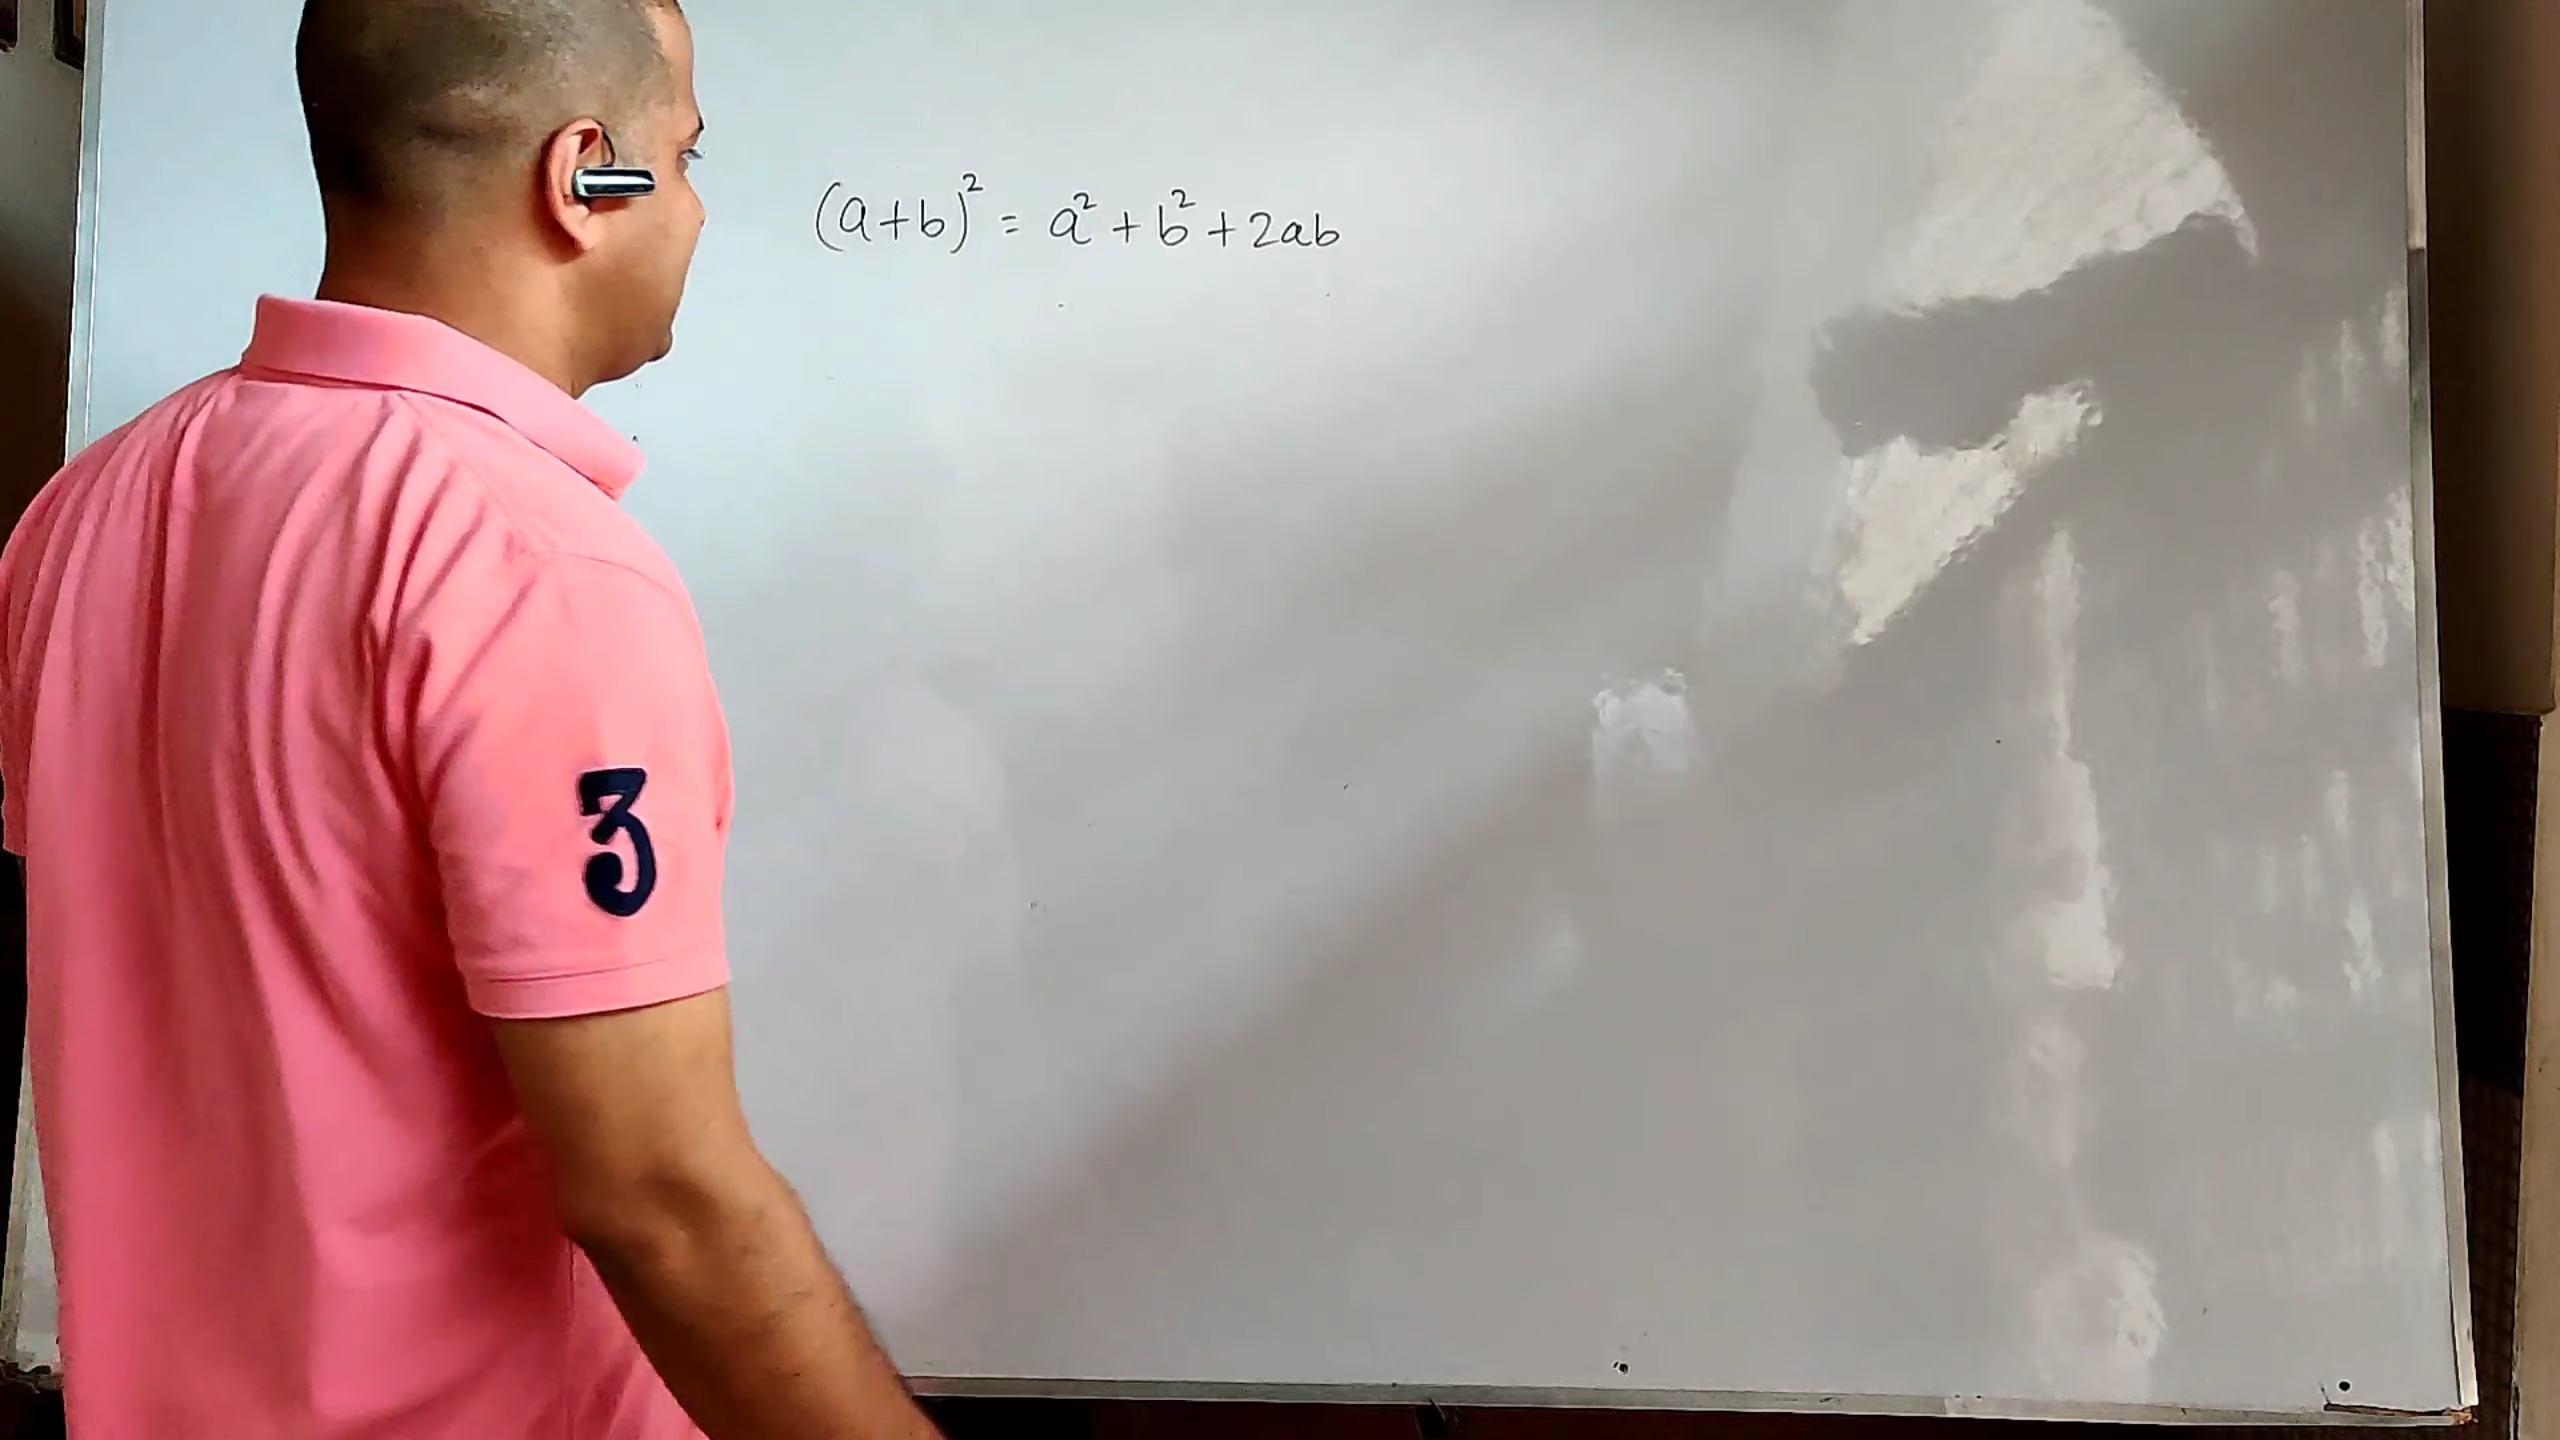 (a+b)² = a² + b² + 2ab
3